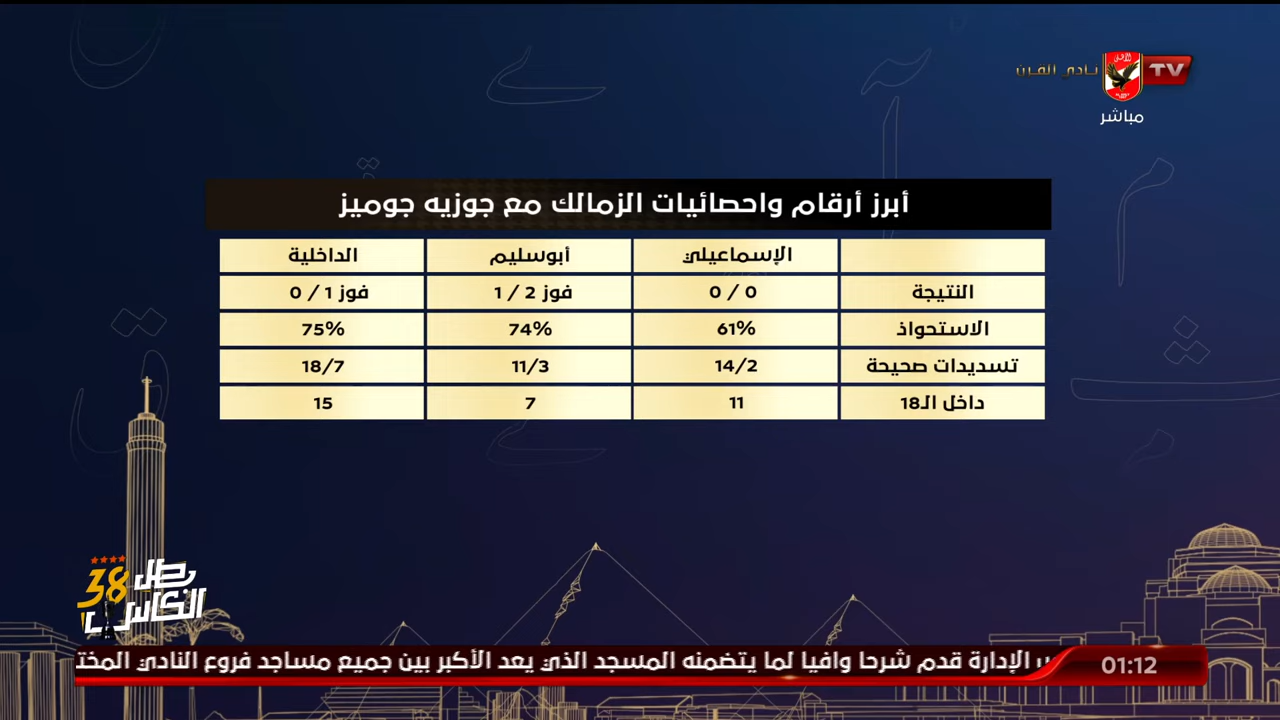 نادي القرن TV
مباشر
أبرز أرقام واحصائيات الزمالك مع جوزيه جوميز
الإسماعيلي أبوسليم الداخلية
النتيجة 0 / 0 فوز 2 / 1 فوز 1 / 0
الاستحواذ 61% 74% 75%
تسديدات صحيحة 14/2 11/3 18/7
داخل الـ18 11 7 15
بطل 38
الكاس
01:12 ر الإدارة قدم شرحا وافيا لما يتضمنه المسجد الذي يعد الأكبر بين جميع مساجد فروع النادي المخت